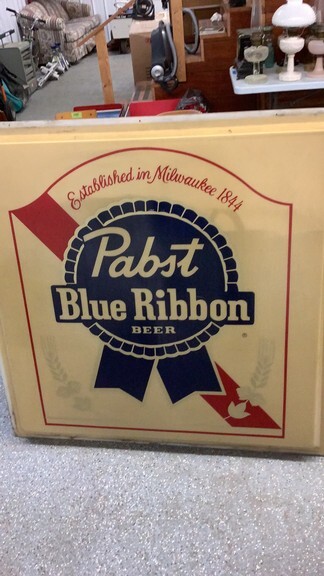 Established in Milwaukee 1844
Pabst
Blue Ribbon
BEER
®